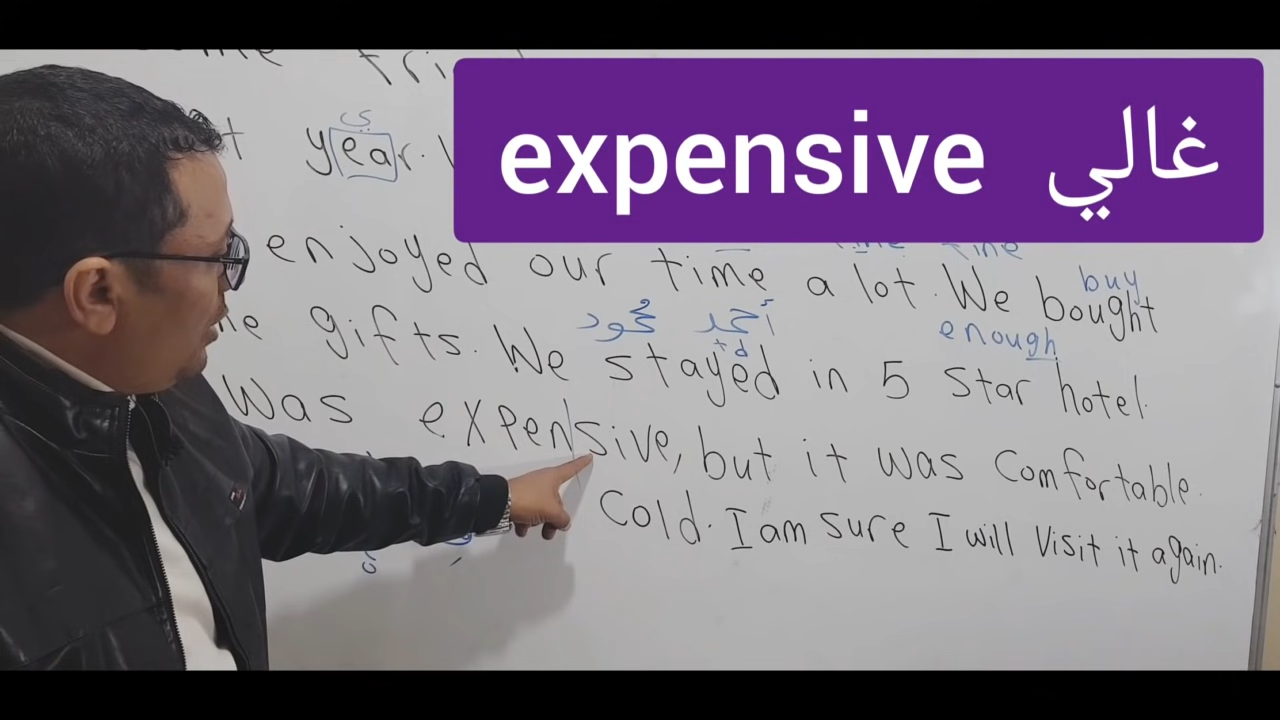 expensive غالي
ي
year.
enjoyed our time a lot. We bought
buy
gifts. We stayed in 5 star hotel.
محمود أحمد
t d
enough
Was expensive, but it was comfortable.
Cold. I am sure I will visit it again.